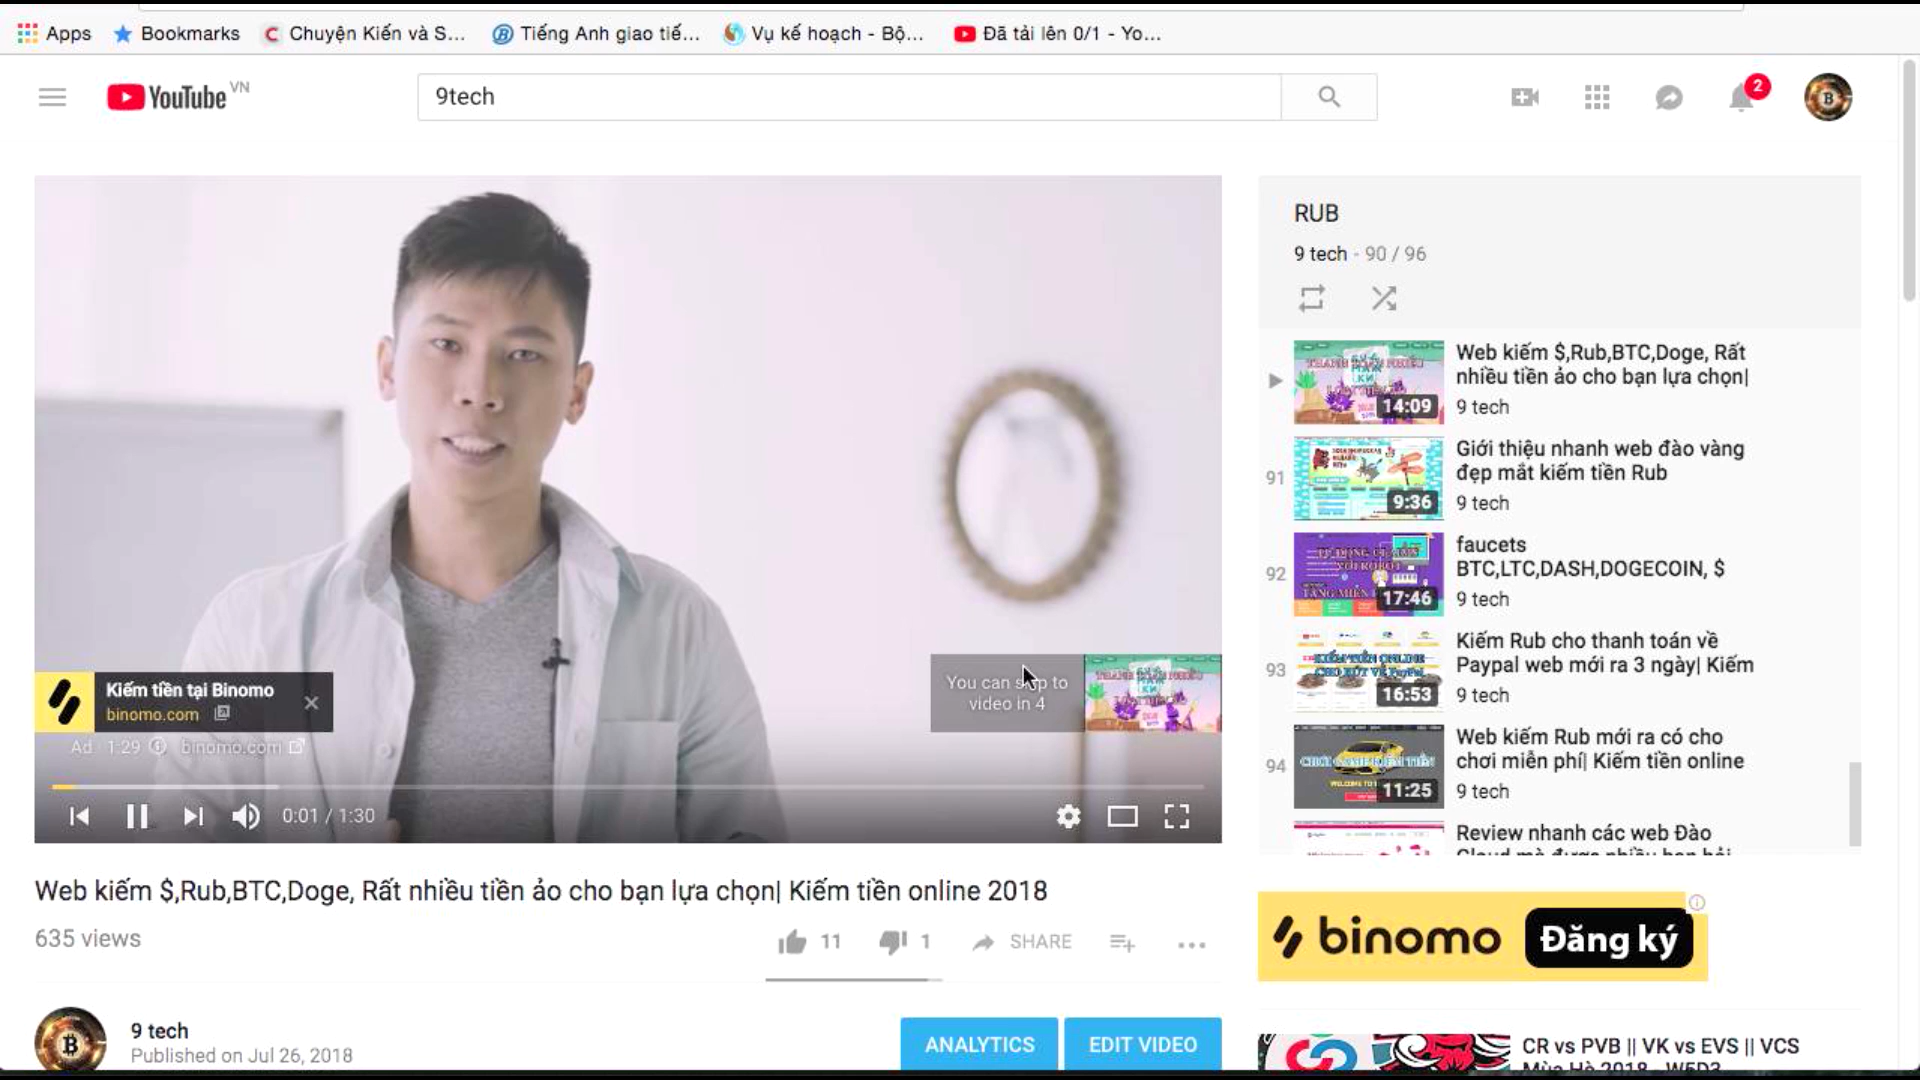 Apps
Bookmarks
Chuyện Kiến và S...
Tiếng Anh giao tiế...
Vụ kế hoạch - Bộ...
Đã tải lên 0/1 - Yo...
YouTube VN
9tech
2
RUB
9 tech - 90 / 96
Web kiếm $,Rub,BTC,Doge, Rất
nhiều tiền ảo cho bạn lựa chọn|
9 tech
14:09
91
Giới thiệu nhanh web đào vàng
đẹp mắt kiếm tiền Rub
9 tech
9:36
92
faucets
BTC,LTC,DASH,DOGECOIN, $
9 tech
17:46
93
Kiếm Rub cho thanh toán về
Paypal web mới ra 3 ngày| Kiếm
9 tech
16:53
94
Web kiếm Rub mới ra có cho
chơi miễn phí| Kiếm tiền online
9 tech
11:25
Review nhanh các web Đào
Kiếm tiền tại Binomo
binomo.com
Ad 1:29 binomo.com
You can skip to
video in 4
0:01 / 1:30
Web kiếm $,Rub,BTC,Doge, Rất nhiều tiền ảo cho bạn lựa chọn| Kiếm tiền online 2018
635 views
11
1
SHARE
binomo Đăng ký
9 tech
Published on Jul 26, 2018
ANALYTICS
EDIT VIDEO
CR vs PVB || VK vs EVS || VCS
Mùa Hè 2018 - W5D3